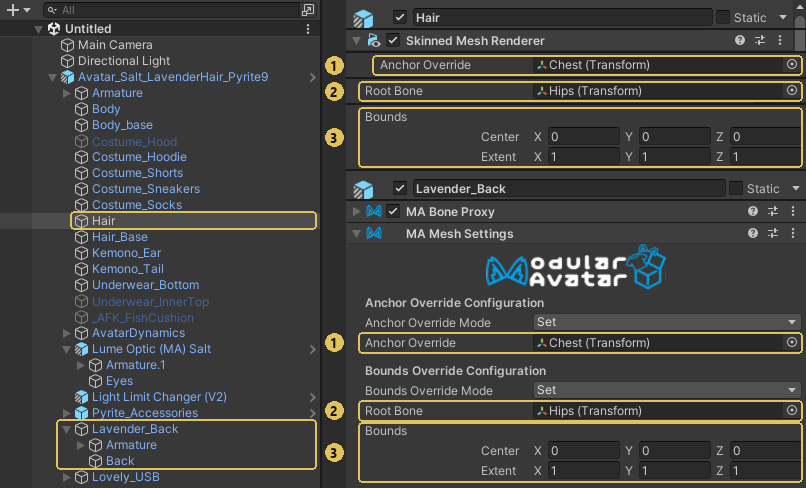 All
Untitled
Main Camera
Directional Light
Avatar_Salt_LavenderHair_Pyrite9
Armature
Body
Body_base
Costume_Hood
Costume_Hoodie
Costume_Shorts
Costume_Sneakers
Costume_Socks
Hair
Hair_Base
Kemono_Ear
Kemono_Tail
Underwear_Bottom
Underwear_InnerTop
_AFK_FishCushion
AvatarDynamics
Lume Optic (MA) Salt
Armature.1
Eyes
Light Limit Changer (V2)
Pyrite_Accessories
Lavender_Back
Armature
Back
Lovely_USB
Hair Static
Skinned Mesh Renderer
1 Anchor Override Chest (Transform)
2 Root Bone Hips (Transform)
3 Bounds
Center X 0 Y 0 Z 0
Extent X 1 Y 1 Z 1
Lavender_Back Static
MA Bone Proxy
MA Mesh Settings
Modular
Avatar
Anchor Override Configuration
Anchor Override Mode Set
1 Anchor Override Chest (Transform)
Bounds Override Configuration
Bounds Override Mode Set
2 Root Bone Hips (Transform)
3 Bounds
Center X 0 Y 0 Z 0
Extent X 1 Y 1 Z 1